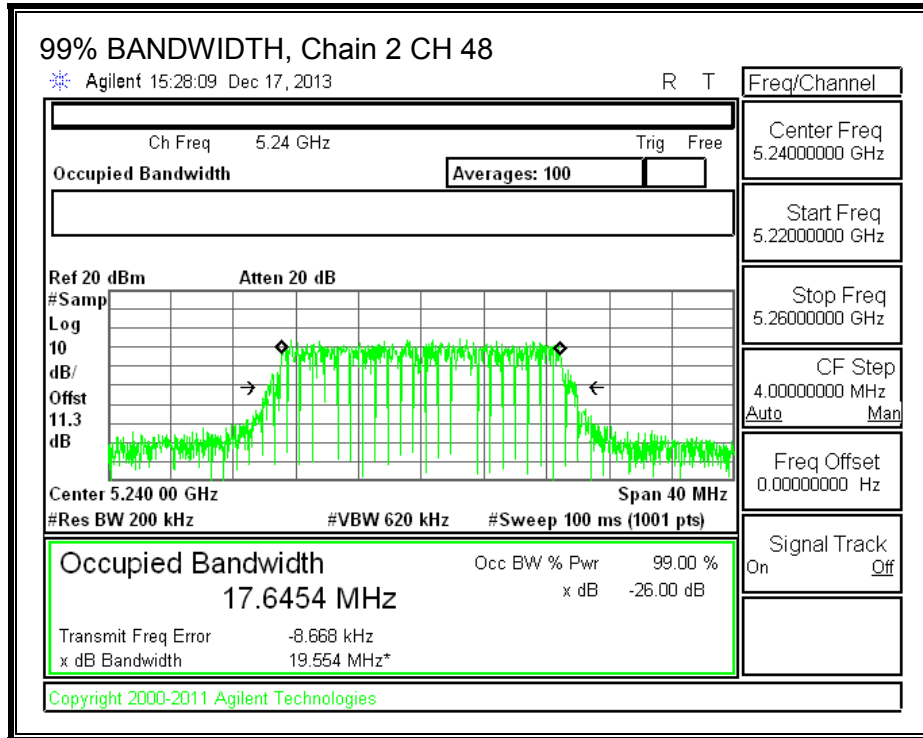 99% BANDWIDTH, Chain 2 CH 48
Agilent 15:28:09 Dec 17, 2013 R T
Freq/Channel
Ch Freq 5.24 GHz Trig Free
Occupied Bandwidth Averages: 100
Center Freq
5.24000000 GHz
Start Freq
5.22000000 GHz
Stop Freq
5.26000000 GHz
CF Step
4.00000000 MHz
Auto Man
Freq Offset
0.00000000 Hz
Signal Track
On Off
Ref 20 dBm Atten 20 dB
#Samp
Log
10
dB/
Offst
11.3
dB
Center 5.240 00 GHz Span 40 MHz
#Res BW 200 kHz #VBW 620 kHz #Sweep 100 ms (1001 pts)
Occupied Bandwidth Occ BW % Pwr 99.00 %
17.6454 MHz x dB -26.00 dB
Transmit Freq Error -8.668 kHz
x dB Bandwidth 19.554 MHz*
Copyright 2000-2011 Agilent Technologies